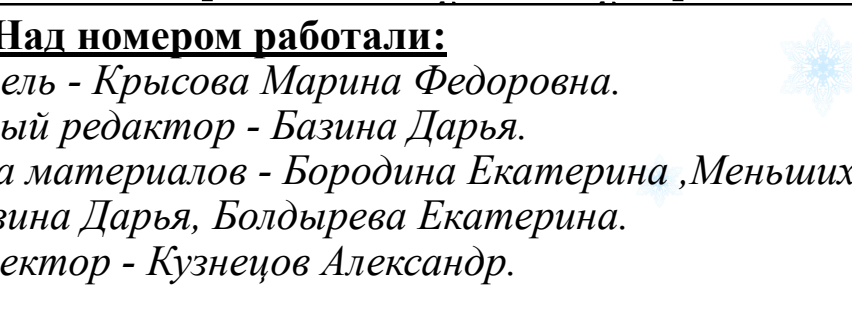 Над номером работали:
ель - Крысова Марина Федоровна.
ый редактор - Базина Дарья.
а материалов - Бородина Екатерина ,Меньших
зина Дарья, Болдырева Екатерина.
ектор - Кузнецов Александр.